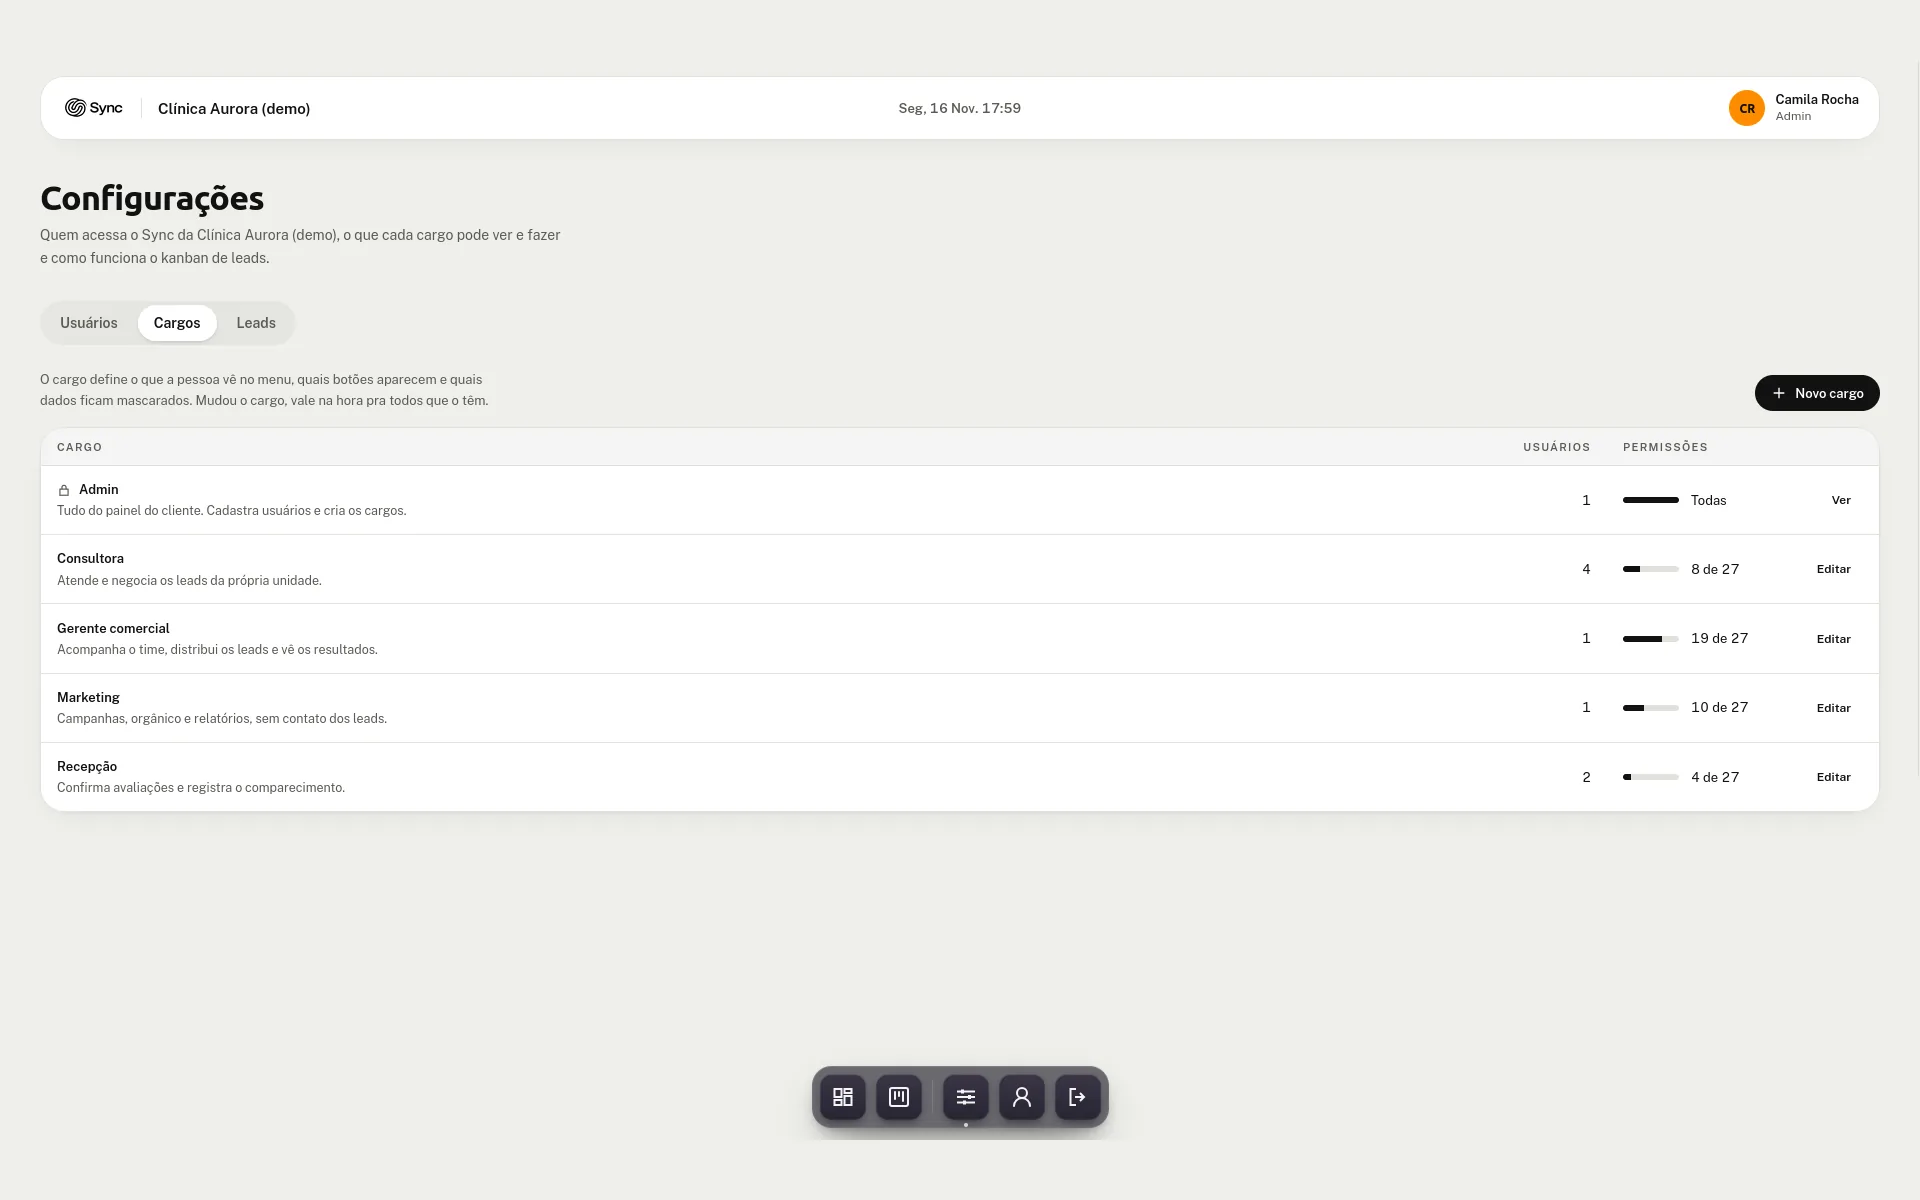 Sync
Clínica Aurora (demo)
Seg, 16 Nov. 17:59
CR
Camila Rocha
Admin
Configurações
Quem acessa o Sync da Clínica Aurora (demo), o que cada cargo pode ver e fazer
e como funciona o kanban de leads.
Usuários
Cargos
Leads
O cargo define o que a pessoa vê no menu, quais botões aparecem e quais
dados ficam mascarados. Mudou o cargo, vale na hora pra todos que o têm.
Novo cargo
CARGO USUÁRIOS PERMISSÕES
Admin
Tudo do painel do cliente. Cadastra usuários e cria os cargos.
1 Todas Ver
Consultora
Atende e negocia os leads da própria unidade.
4 8 de 27 Editar
Gerente comercial
Acompanha o time, distribui os leads e vê os resultados.
1 19 de 27 Editar
Marketing
Campanhas, orgânico e relatórios, sem contato dos leads.
1 10 de 27 Editar
Recepção
Confirma avaliações e registra o comparecimento.
2 4 de 27 Editar